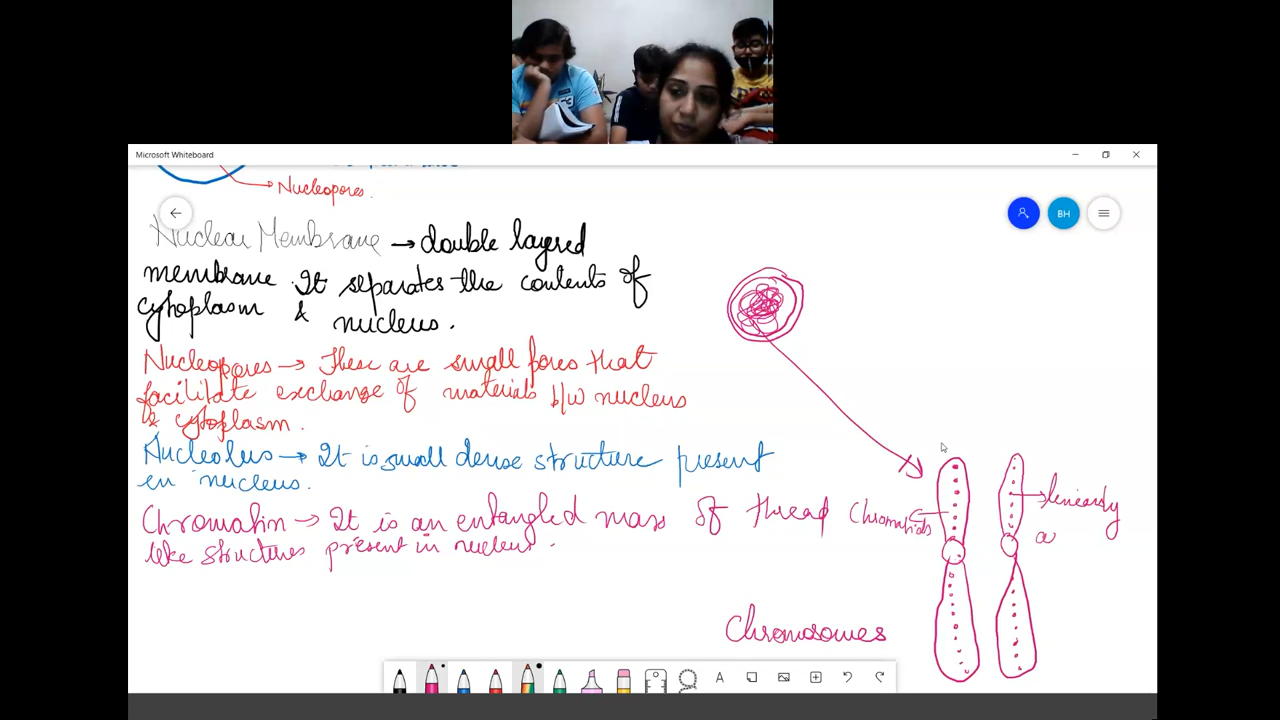 Microsoft Whiteboard
Nucleopores.
BH
Nuclear Membrane → double layered
membrane. It separates the contents of
cytoplasm & nucleus.
Nucleopores → These are small pores that
facilitate exchange of materials b/w nucleus
& cytoplasm.
Nucleolus → It is small dense structure present
in nucleus.
Chromatin → It is an entangled mass of thread
like structures present in nucleus.
Chromatids
linearly
a
Chromosomes
A